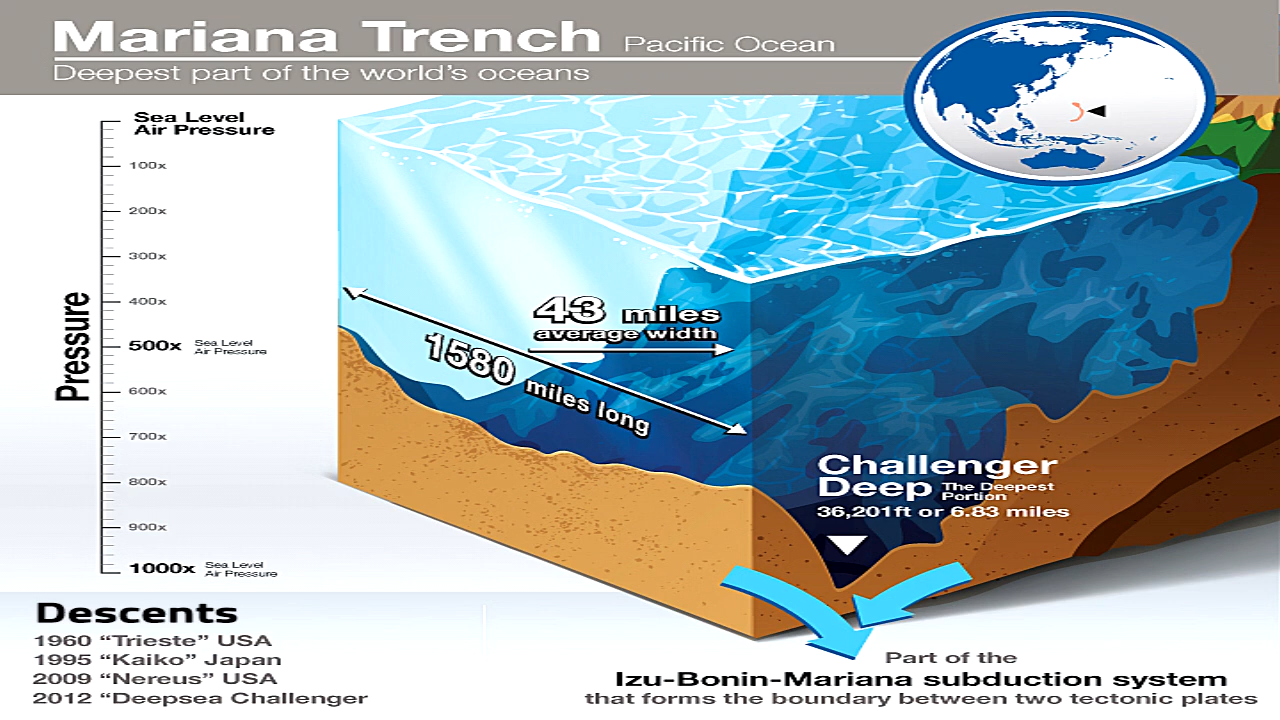 Mariana Trench Pacific Ocean
Deepest part of the world's oceans
Sea Level
Air Pressure
100x
200x
300x
400x
500x Sea Level
Air Pressure
600x
700x
800x
900x
1000x Sea Level
Air Pressure
Pressure
43 miles
average width
1580 miles long
Challenger
Deep The Deepest
Portion
36,201ft or 6.83 miles
Descents
1960 “Trieste” USA
1995 “Kaiko” Japan
2009 “Nereus” USA
2012 “Deepsea Challenger
Part of the
Izu-Bonin-Mariana subduction system
that forms the boundary between two tectonic plates